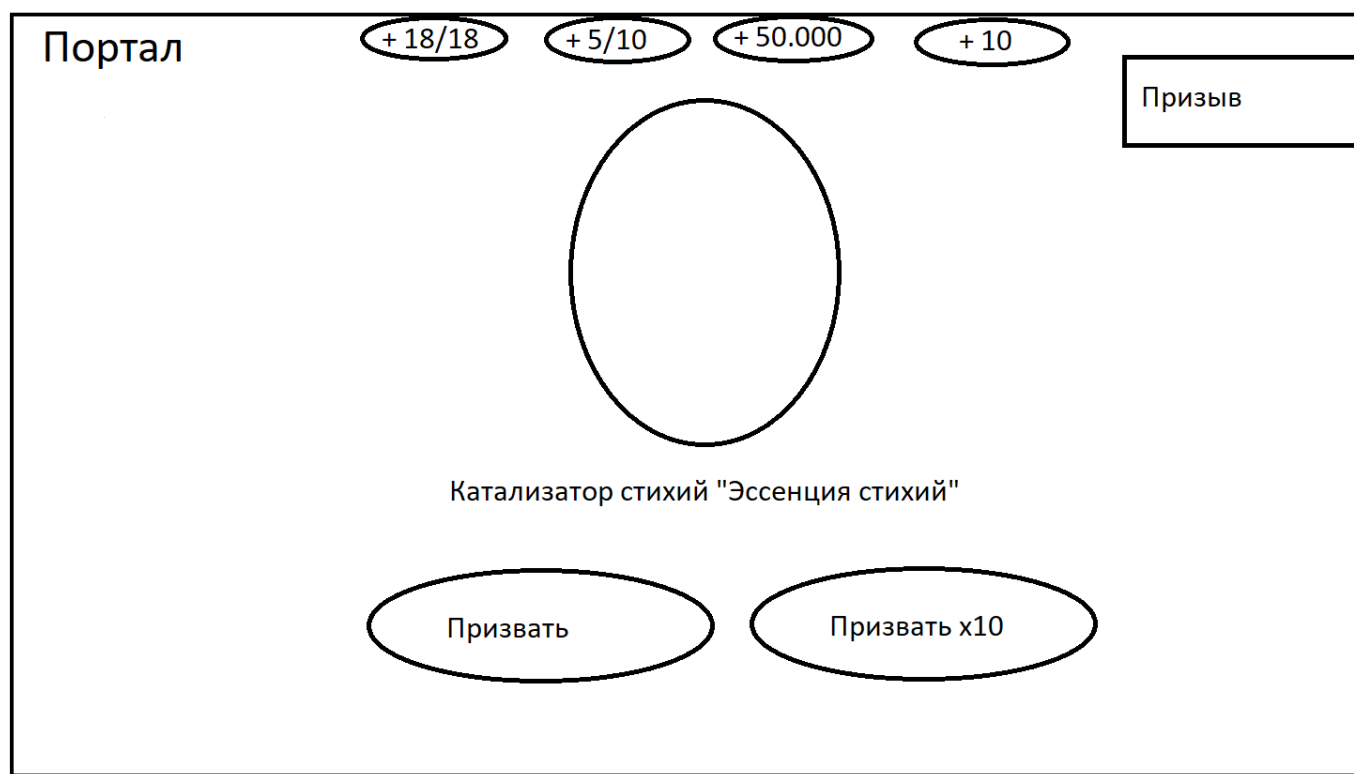 Портал
+ 18/18
+ 5/10
+ 50.000
+ 10
Призыв
Катализатор стихий "Эссенция стихий"
Призвать
Призвать x10